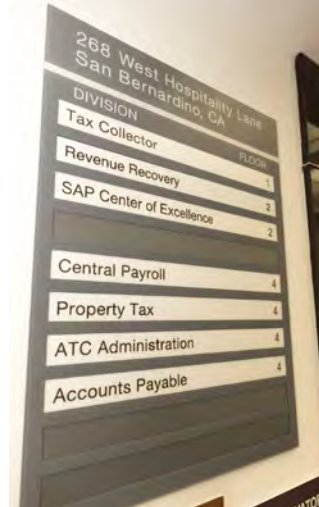 268 West Hospitality Lane
San Bernardino, CA
DIVISION FLOOR
Tax Collector 1
Revenue Recovery 2
SAP Center of Excellence 2
Central Payroll 4
Property Tax 4
ATC Administration 4
Accounts Payable 4